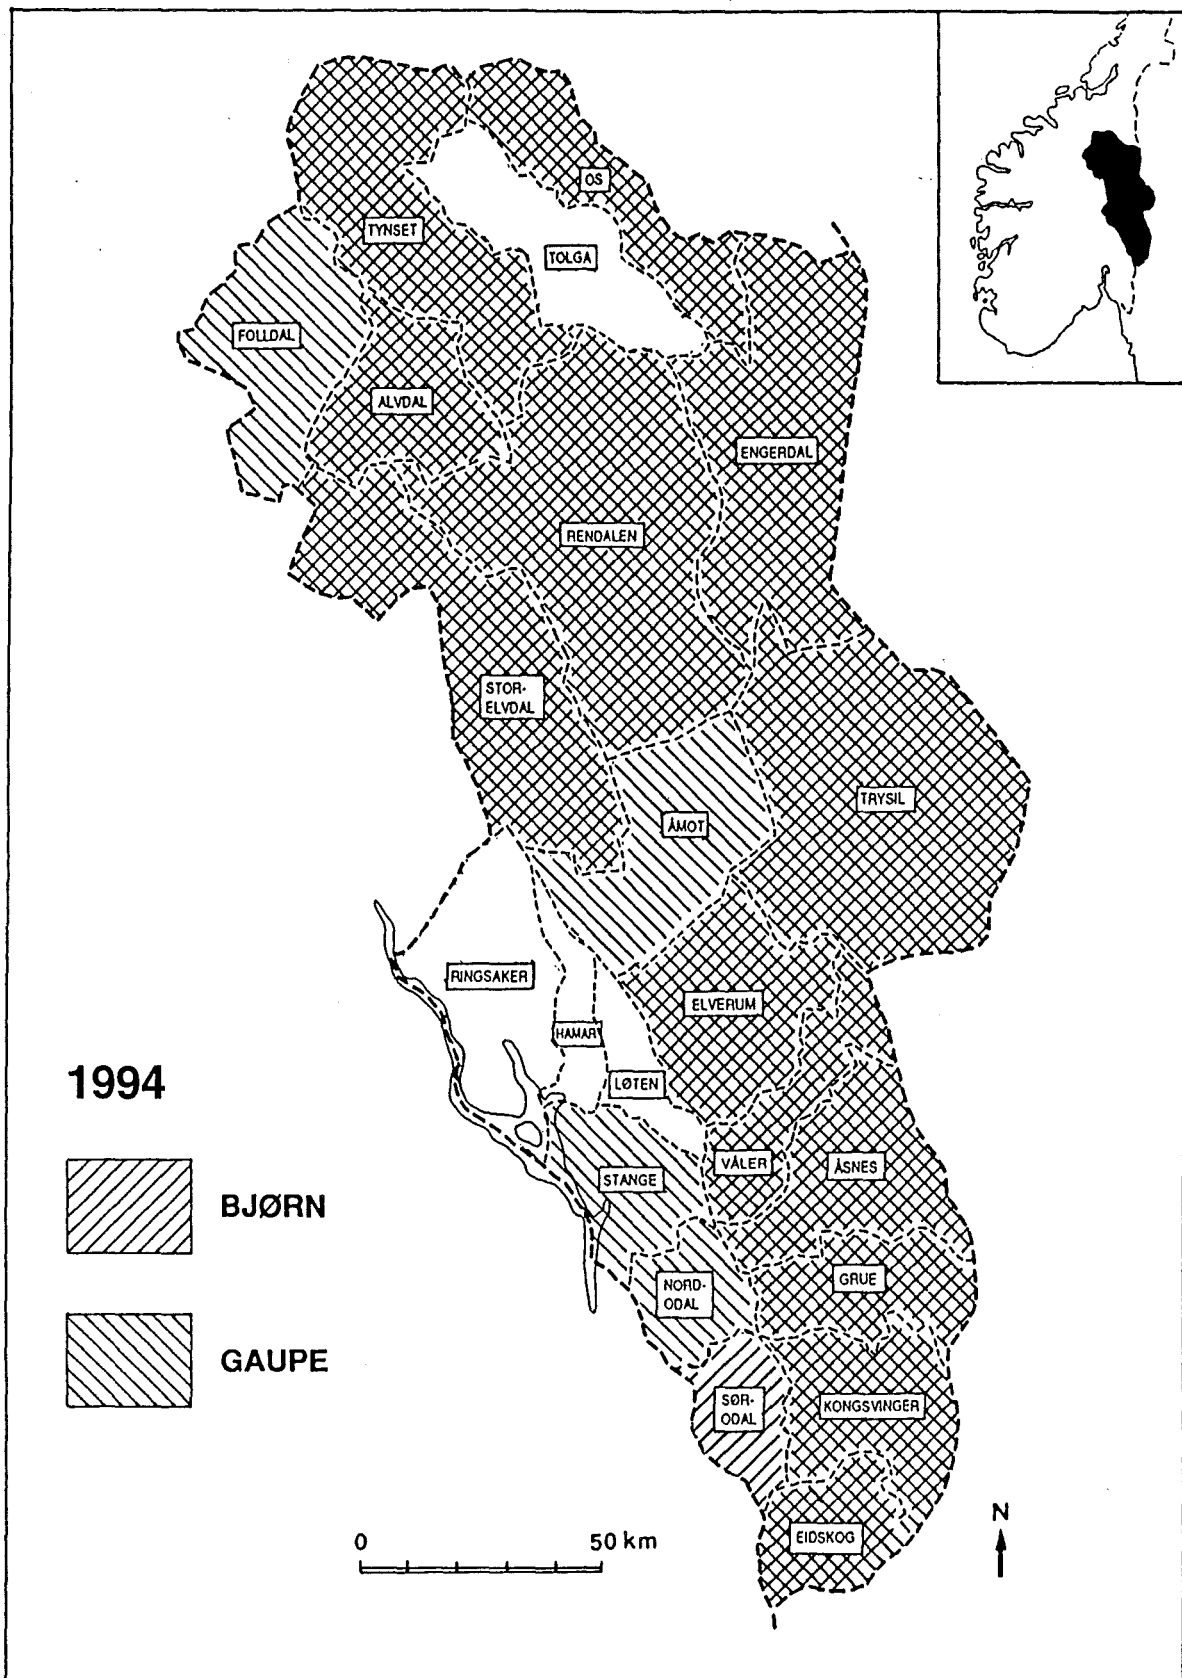 OS
TYNSET
TOLGA
FOLLDAL
ALVDAL
ENGERDAL
RENDALEN
STOR-
ELVDAL
TRYSIL
ÅMOT
RINGSAKER
ELVERUM
HAMAR
LØTEN
1994
VÅLER
ÅSNES
STANGE
BJØRN
GRUE
NORD-
ODAL
GAUPE
SØR-
ODAL
KONGSVINGER
N
0 50 km
EIDSKOG